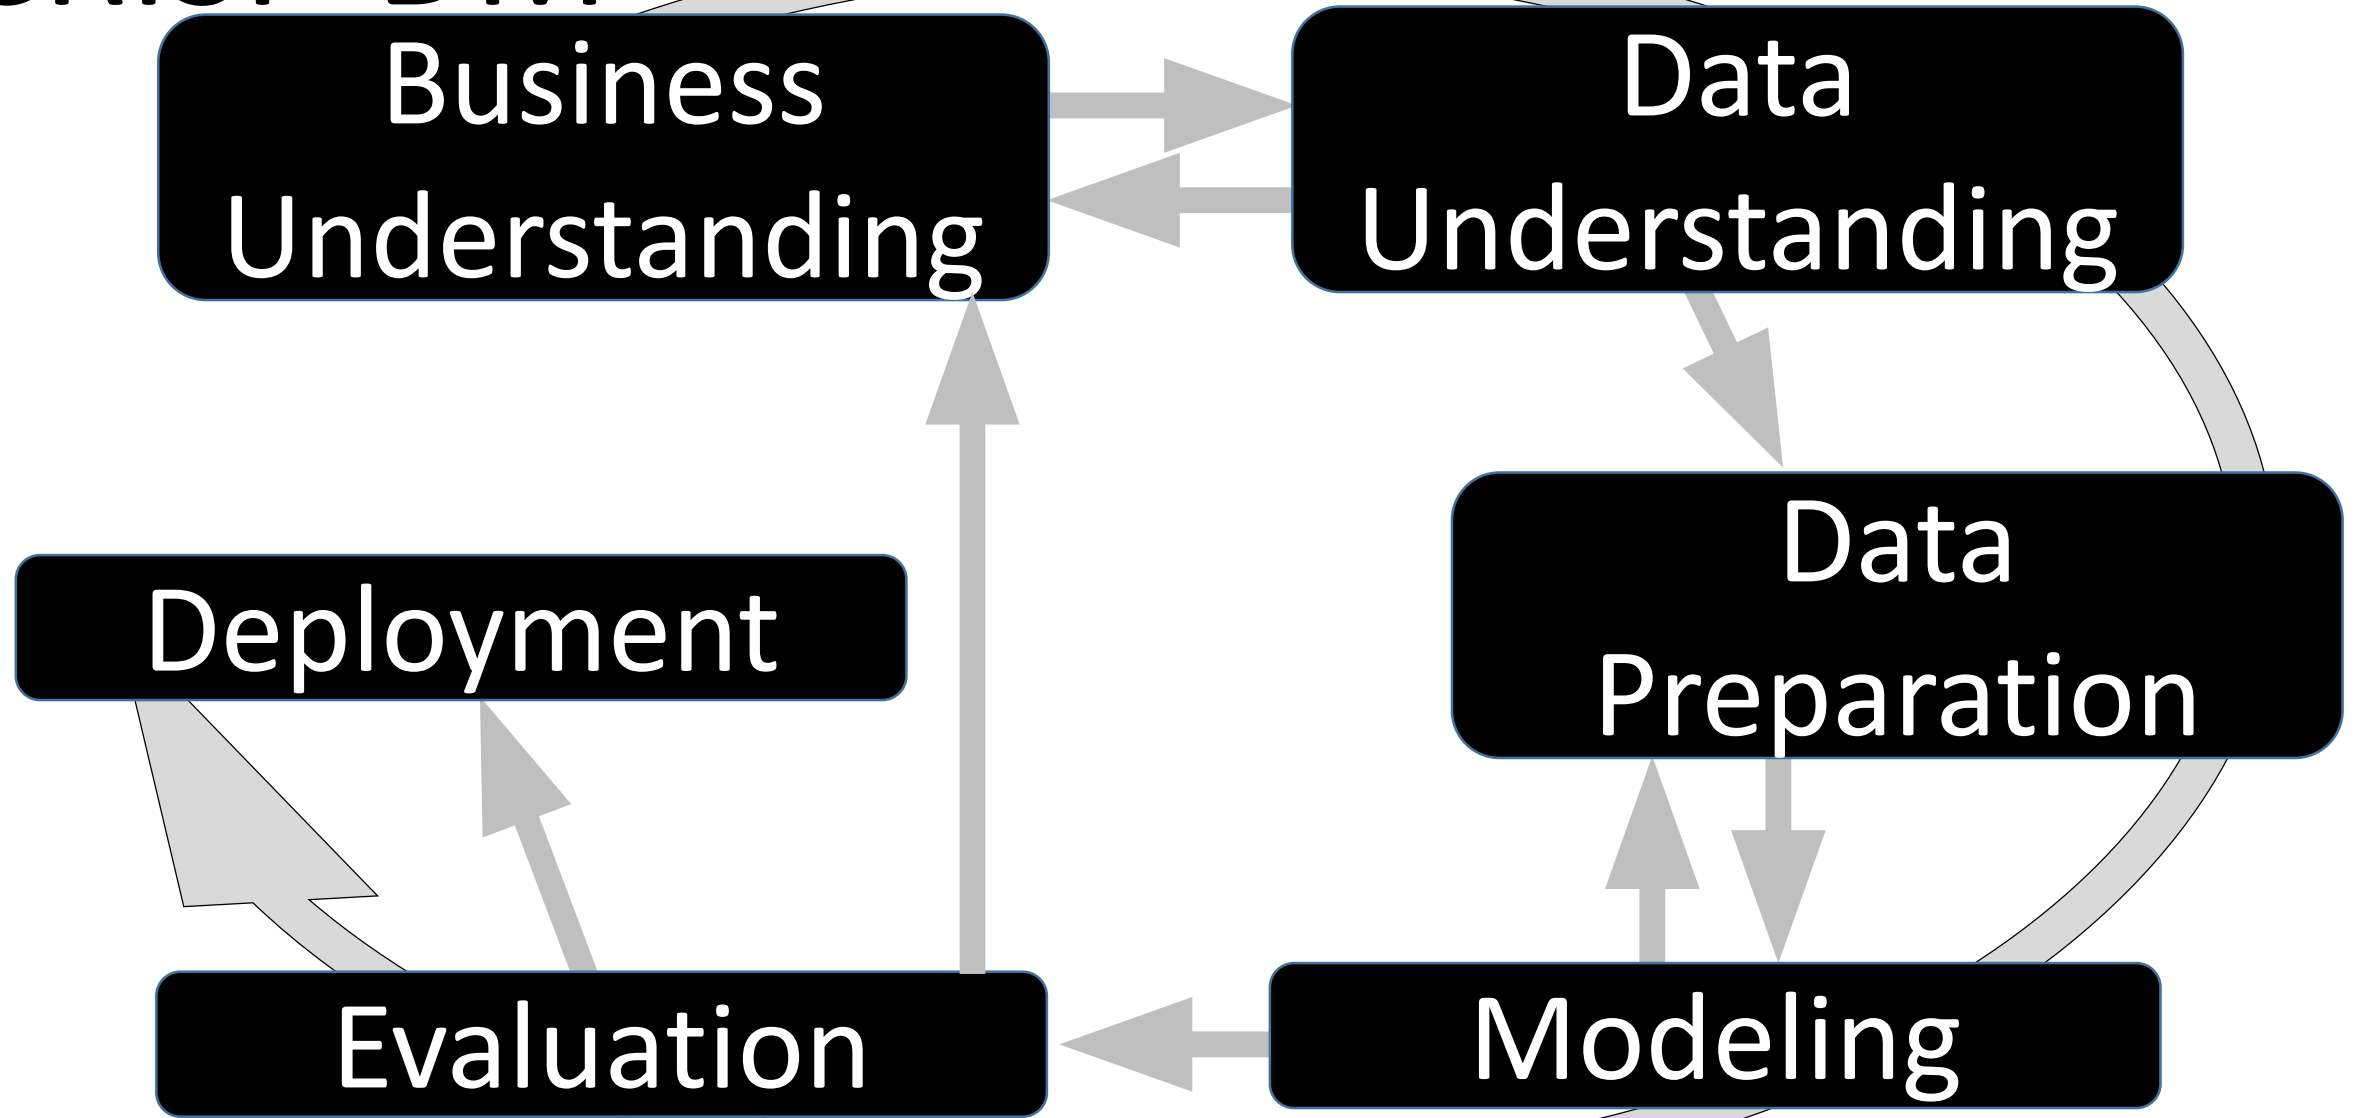 Business
Understanding
Data
Understanding
Data
Preparation
Deployment
Evaluation
Modeling